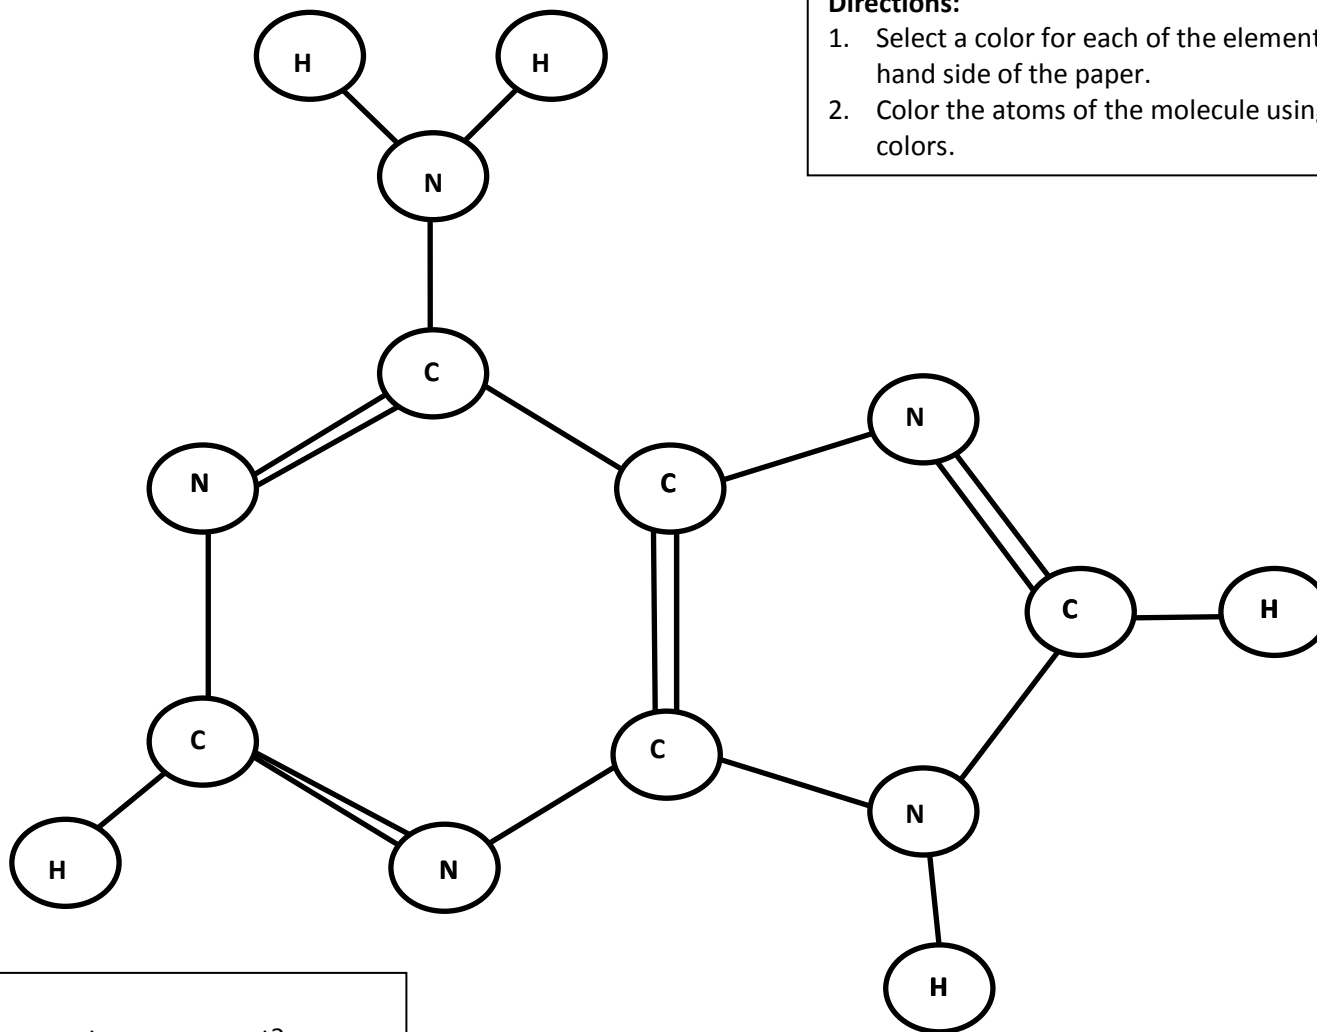 Directions:
1. Select a color for each of the element
hand side of the paper.
2. Color the atoms of the molecule using
colors.
H H
N
C
N
N C
C H
C C
N
H N
H